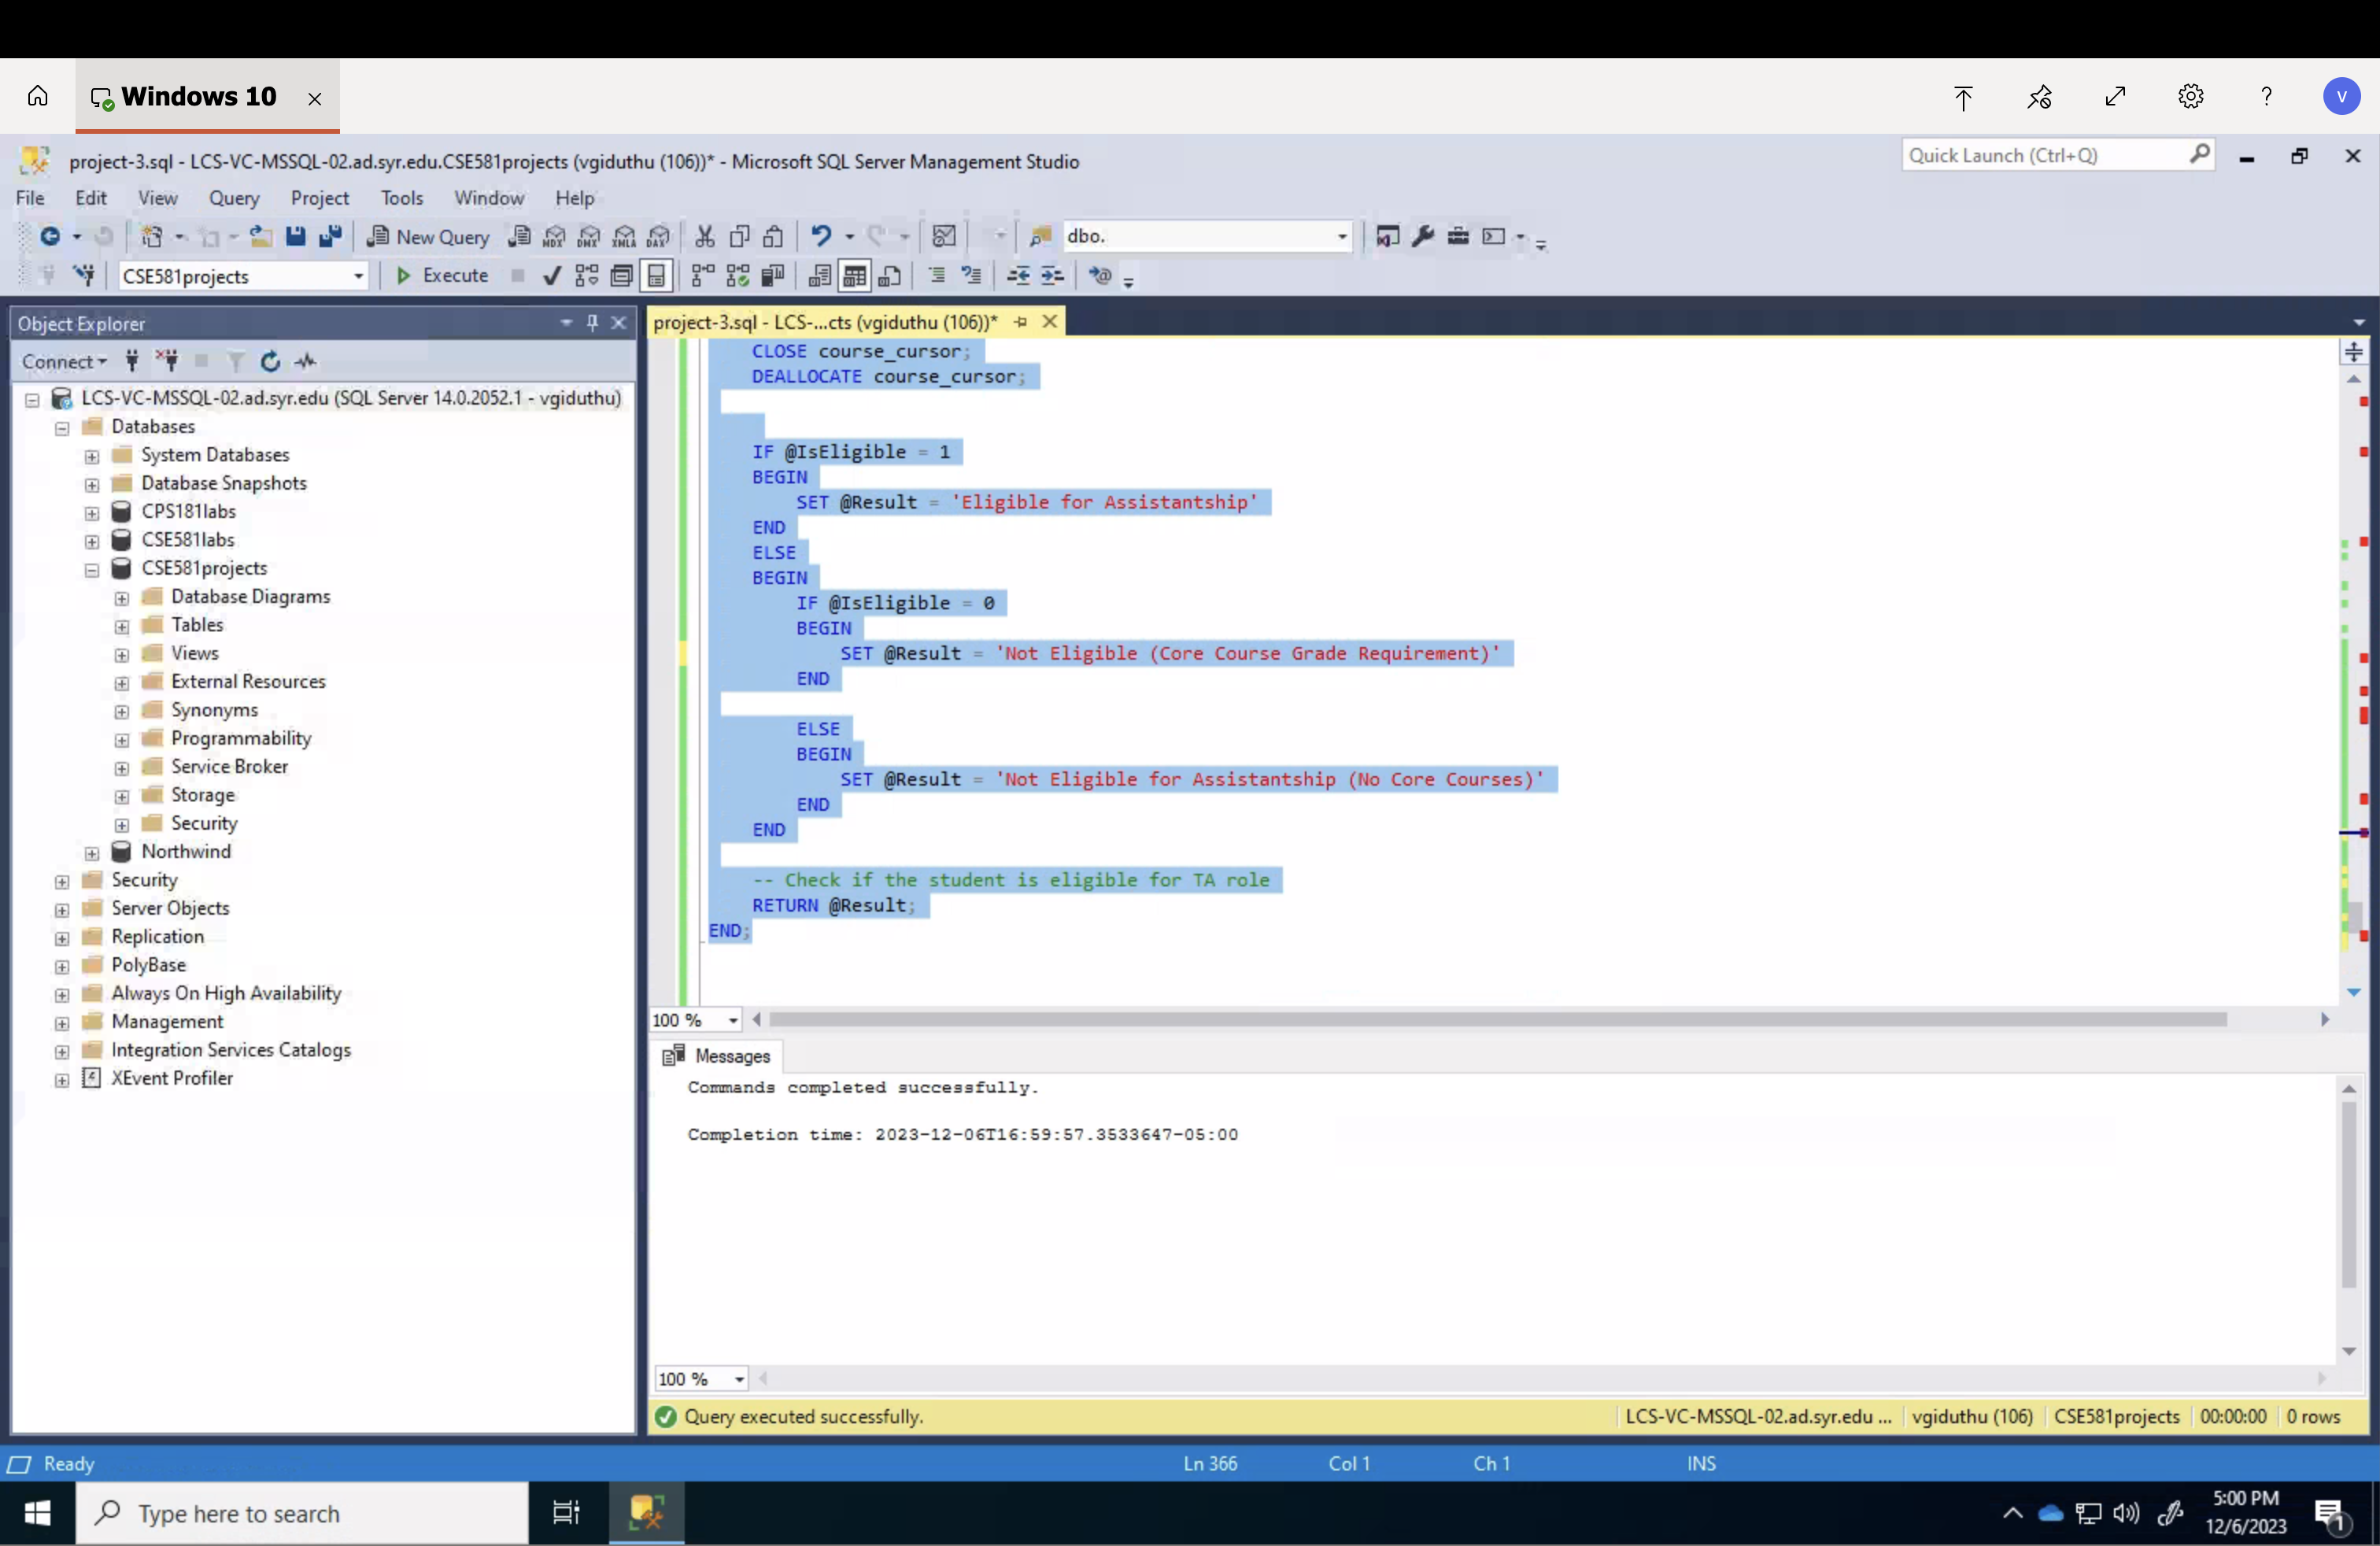 Windows 10
V
project-3.sql - LCS-VC-MSSQL-02.ad.syr.edu.CSE581projects (vgiduthu (106))* - Microsoft SQL Server Management Studio
Quick Launch (Ctrl+Q)
File Edit View Query Project Tools Window Help
New Query MDX DMX XMLA DAX dbo.
CSE581projects Execute
Object Explorer
Connect
LCS-VC-MSSQL-02.ad.syr.edu (SQL Server 14.0.2052.1 - vgiduthu)
Databases
System Databases
Database Snapshots
CPS181labs
CSE581labs
CSE581projects
Database Diagrams
Tables
Views
External Resources
Synonyms
Programmability
Service Broker
Storage
Security
Northwind
Security
Server Objects
Replication
PolyBase
Always On High Availability
Management
Integration Services Catalogs
XEvent Profiler
project-3.sql - LCS-...cts (vgiduthu (106))*
CLOSE course_cursor;
DEALLOCATE course_cursor;
IF @IsEligible = 1
BEGIN
SET @Result = 'Eligible for Assistantship'
END
ELSE
BEGIN
IF @IsEligible = 0
BEGIN
SET @Result = 'Not Eligible (Core Course Grade Requirement)'
END
ELSE
BEGIN
SET @Result = 'Not Eligible for Assistantship (No Core Courses)'
END
END
-- Check if the student is eligible for TA role
RETURN @Result;
END;
100 %
Messages
Commands completed successfully.
Completion time: 2023-12-06T16:59:57.3533647-05:00
100 %
Query executed successfully. LCS-VC-MSSQL-02.ad.syr.edu ... vgiduthu (106) CSE581projects 00:00:00 0 rows
Ready Ln 366 Col 1 Ch 1 INS
Type here to search
5:00 PM
12/6/2023
1